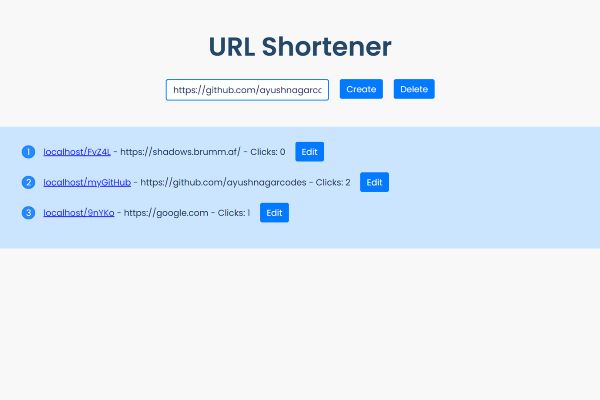 URL Shortener
https://github.com/ayushnagarcc Create Delete
1 localhost/FvZ4L - https://shadows.brumm.af/ - Clicks: 0 Edit
2 localhost/myGitHub - https://github.com/ayushnagarcodes - Clicks: 2 Edit
3 localhost/9nYKo - https://google.com - Clicks: 1 Edit